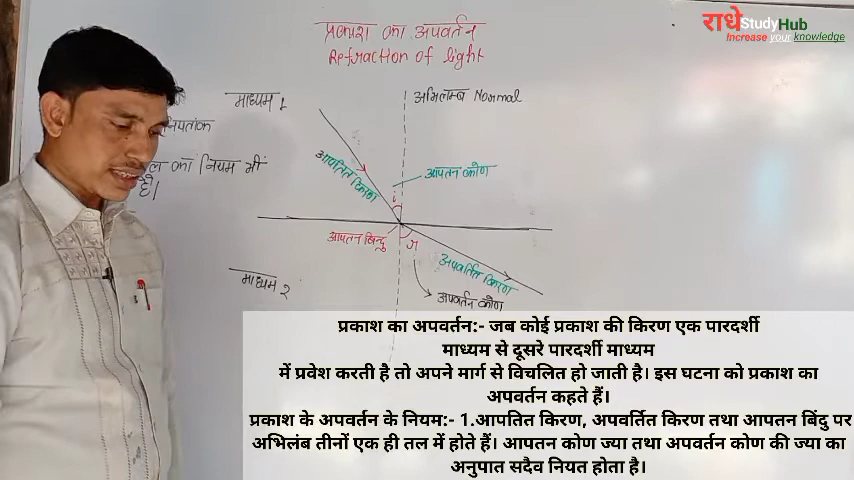 राधे StudyHub
Increase your knowledge
प्रकाश का अपवर्तन
Refraction of light
माध्यम 1
अभिलम्ब Normal
का नियम भी
है।
आपतित किरण
आपतन कोण
i
आपतन बिन्दु
r
अपवर्तित किरण
माध्यम 2
अपवर्तन कोण
प्रकाश का अपवर्तन:- जब कोई प्रकाश की किरण एक पारदर्शी
माध्यम से दूसरे पारदर्शी माध्यम
में प्रवेश करती है तो अपने मार्ग से विचलित हो जाती है। इस घटना को प्रकाश का
अपवर्तन कहते हैं।
प्रकाश के अपवर्तन के नियम:- 1.आपतित किरण, अपवर्तित किरण तथा आपतन बिंदु पर
अभिलंब तीनों एक ही तल में होते हैं। आपतन कोण ज्या तथा अपवर्तन कोण की ज्या का
अनुपात सदैव नियत होता है।